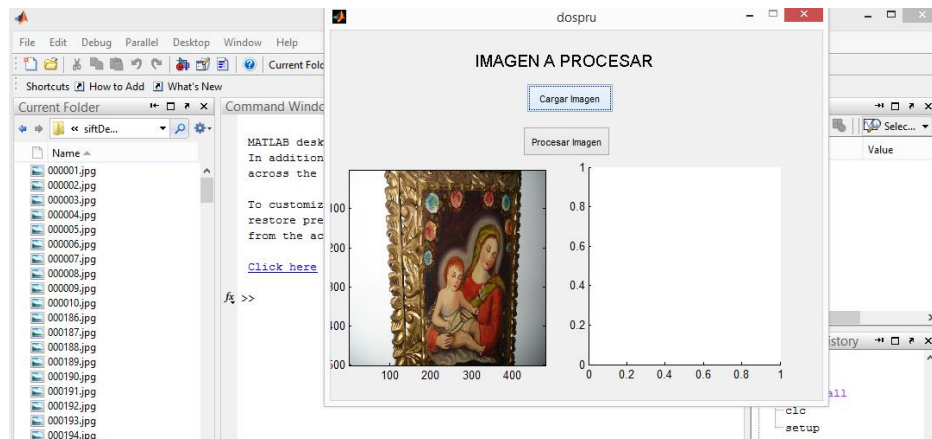 dospru
File Edit Debug Parallel Desktop Window Help
Current Fold
Shortcuts How to Add What's New
Current Folder
Command Windo
« siftDe...
Name
000001.jpg
000002.jpg
000003.jpg
000004.jpg
000005.jpg
000006.jpg
000007.jpg
000008.jpg
000009.jpg
000010.jpg
000186.jpg
000187.jpg
000188.jpg
000189.jpg
000190.jpg
000191.jpg
000192.jpg
000193.jpg
000194.jpg
MATLAB desk
In addition
across the
To customiz
restore pre
from the ac
Click here
fx >>
IMAGEN A PROCESAR
Cargar Imagen
Procesar Imagen
100
200
300
400
500
100 200 300 400
1
0.8
0.6
0.4
0.2
0
0 0.2 0.4 0.6 0.8 1
Selec...
Value
istory
all
clc
setup